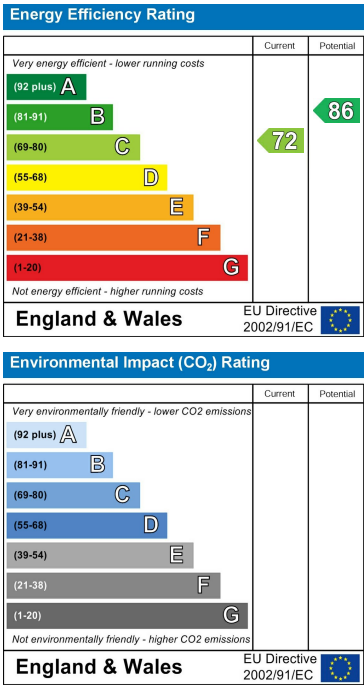 Energy Efficiency Rating
Current Potential
Very energy efficient - lower running costs
(92 plus) A
(81-91) B
(69-80) C
(55-68) D
(39-54) E
(21-38) F
(1-20) G
72
86
Not energy efficient - higher running costs
England & Wales
EU Directive
2002/91/EC
Environmental Impact (CO₂) Rating
Current Potential
Very environmentally friendly - lower CO2 emissions
(92 plus) A
(81-91) B
(69-80) C
(55-68) D
(39-54) E
(21-38) F
(1-20) G
Not environmentally friendly - higher CO2 emissions
England & Wales
EU Directive
2002/91/EC